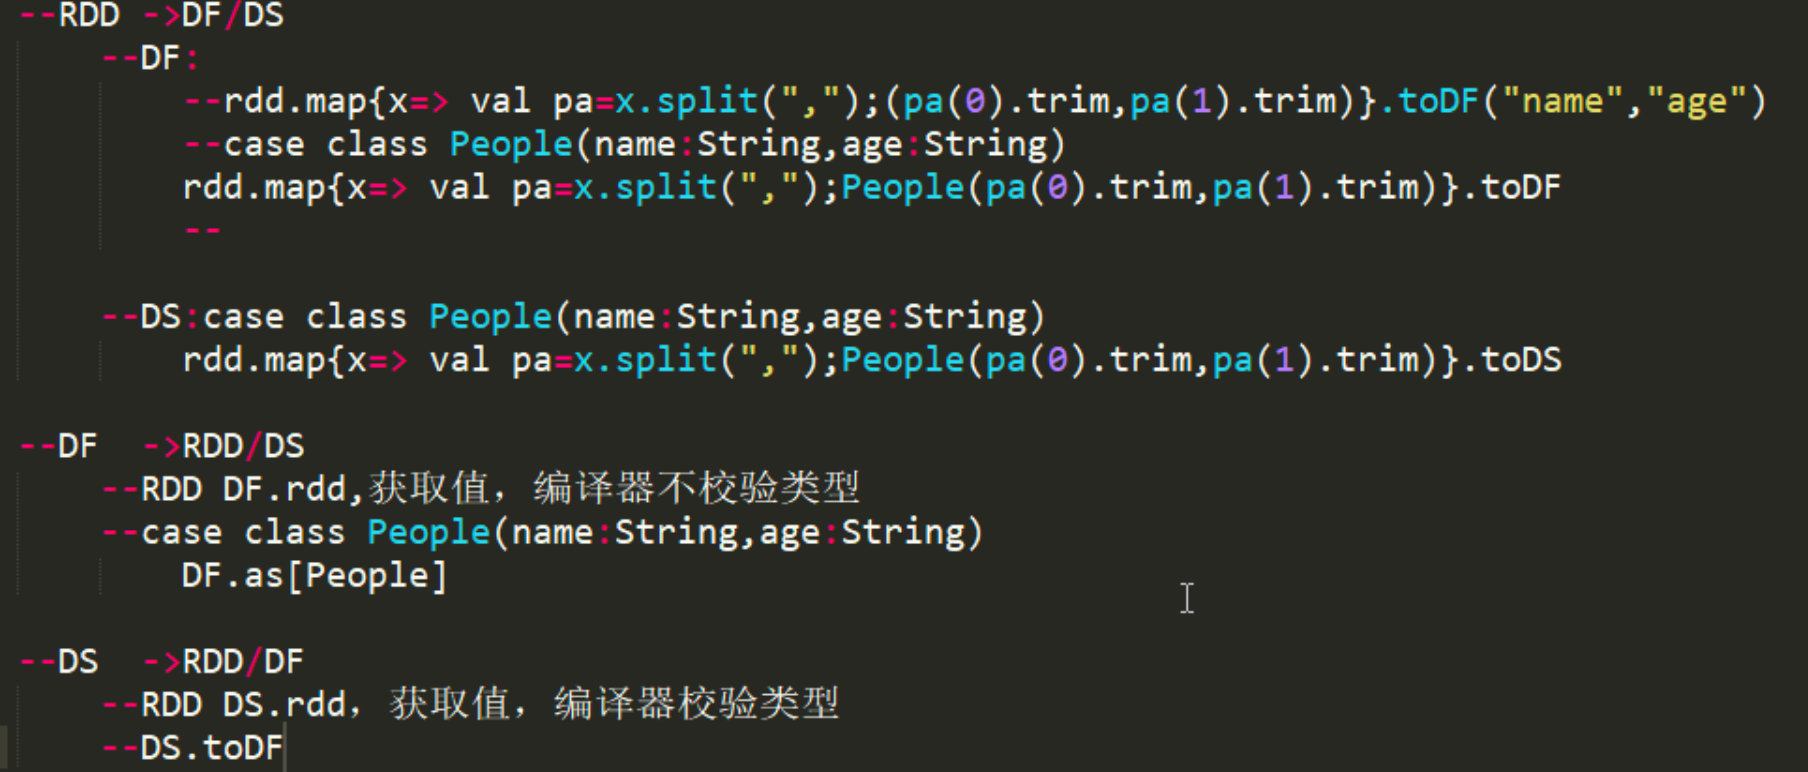 --RDD ->DF/DS
--DF:
--rdd.map{x=> val pa=x.split(",");(pa(0).trim,pa(1).trim)}.toDF("name","age")
--case class People(name:String,age:String)
rdd.map{x=> val pa=x.split(",");People(pa(0).trim,pa(1).trim)}.toDF
--
--DS:case class People(name:String,age:String)
rdd.map{x=> val pa=x.split(",");People(pa(0).trim,pa(1).trim)}.toDS
--DF  ->RDD/DS
--RDD DF.rdd,获取值，编译器不校验类型
--case class People(name:String,age:String)
DF.as[People]
--DS  ->RDD/DF
--RDD DS.rdd，获取值，编译器校验类型
--DS.toDF